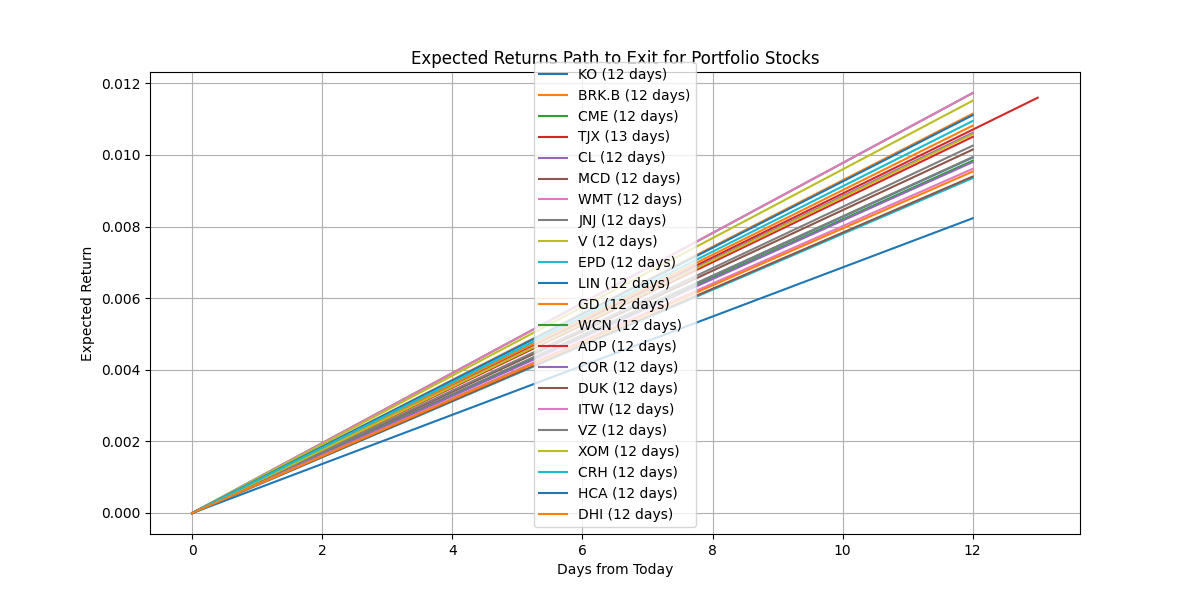 Expected Returns Path to Exit for Portfolio Stocks
Expected Return
0.012
0.010
0.008
0.006
0.004
0.002
0.000
KO (12 days)
BRK.B (12 days)
CME (12 days)
TJX (13 days)
CL (12 days)
MCD (12 days)
WMT (12 days)
JNJ (12 days)
V (12 days)
EPD (12 days)
LIN (12 days)
GD (12 days)
WCN (12 days)
ADP (12 days)
COR (12 days)
DUK (12 days)
ITW (12 days)
VZ (12 days)
XOM (12 days)
CRH (12 days)
HCA (12 days)
DHI (12 days)
0 2 4 6 8 10 12
Days from Today